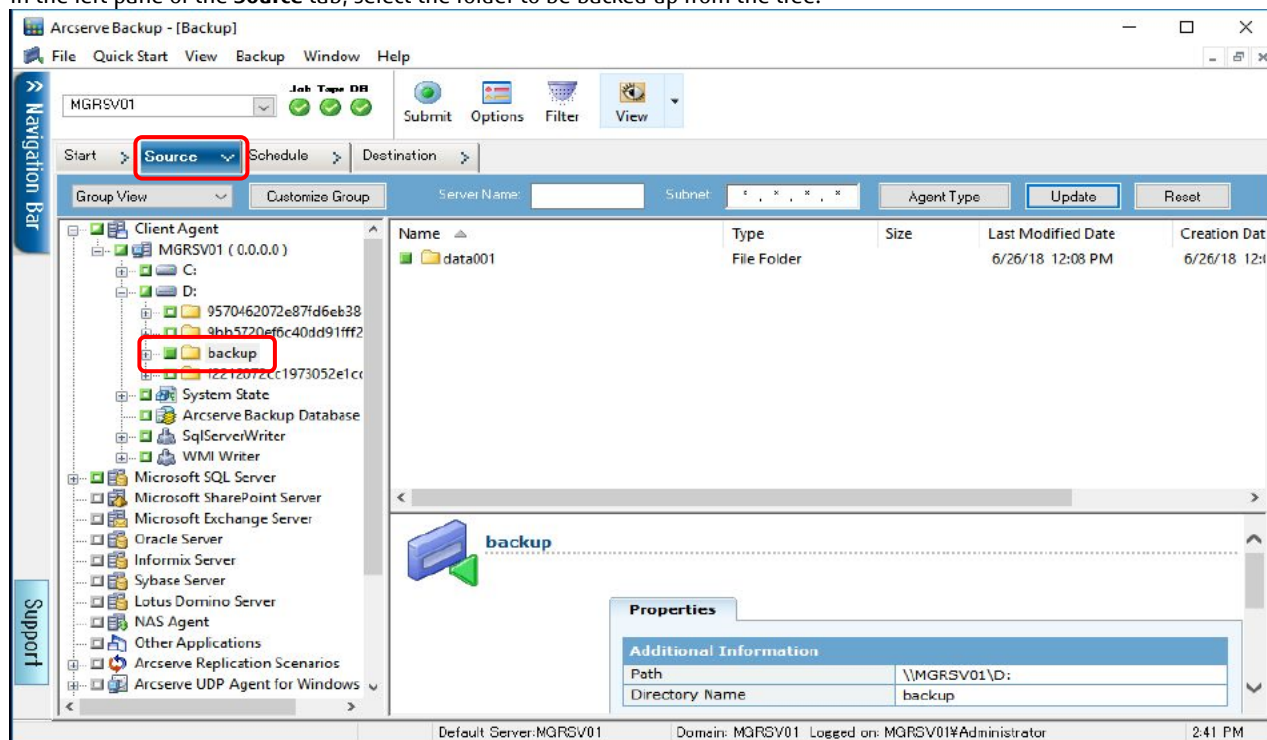 In the left pane of the Source tab, select the folder to be backed up from the tree.
Arcserve Backup - [Backup]
File Quick Start View Backup Window Help
MGRSV01
Job Tape DB
Submit Options Filter View
Navigation Bar
Start Source Schedule Destination
Group View Customize Group Server Name: Subnet: * . * . * . * Agent Type Update Reset
Client Agent
MGRSV01 ( 0.0.0.0 )
C:
D:
9570462072e87fd6eb38
9bb5720ef6c40dd91fff2
backup
System State
Arcserve Backup Database
SqlServerWriter
WMI Writer
Microsoft SQL Server
Microsoft SharePoint Server
Microsoft Exchange Server
Oracle Server
Informix Server
Sybase Server
Lotus Domino Server
NAS Agent
Other Applications
Arcserve Replication Scenarios
Arcserve UDP Agent for Windows
Support
Name Type Size Last Modified Date Creation Dat
data001 File Folder 6/26/18 12:08 PM 6/26/18 12:0
backup
Properties
Additional Information
Path \\MGRSV01\D:
Directory Name backup
Default Server:MGRSV01 Domain: MGRSV01 Logged on: MGRSV01¥Administrator 2:41 PM